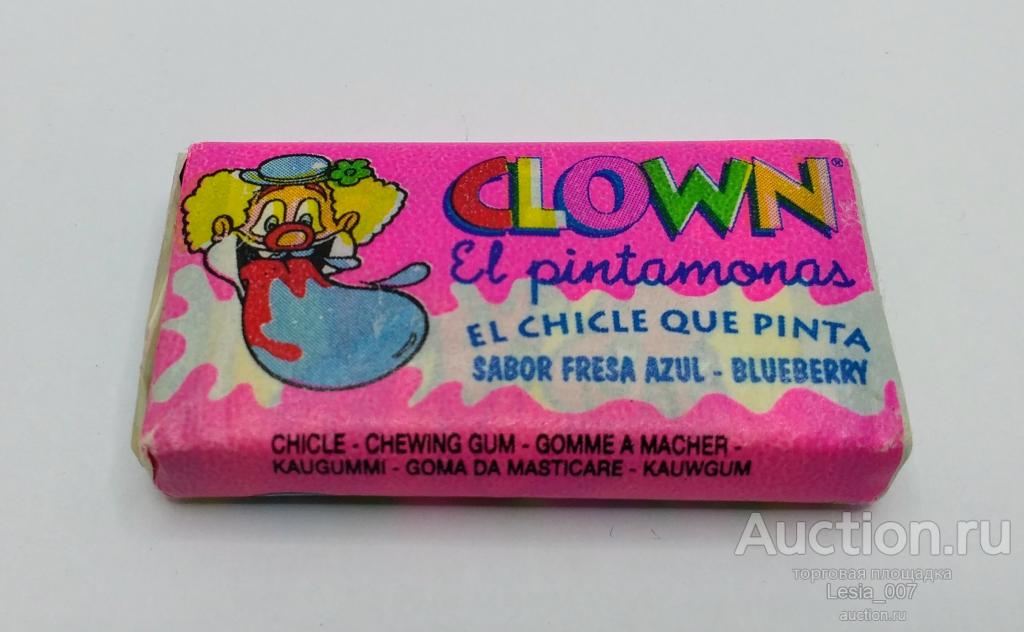 CLOWN®
El pintamonas
EL CHICLE QUE PINTA
SABOR FRESA AZUL - BLUEBERRY
CHICLE - CHEWING GUM - GOMME A MACHER -
KAUGUMMI - GOMA DA MASTICARE - KAUWGUM
Auction.ru
торговая площадка
Lesia_007
auction.ru